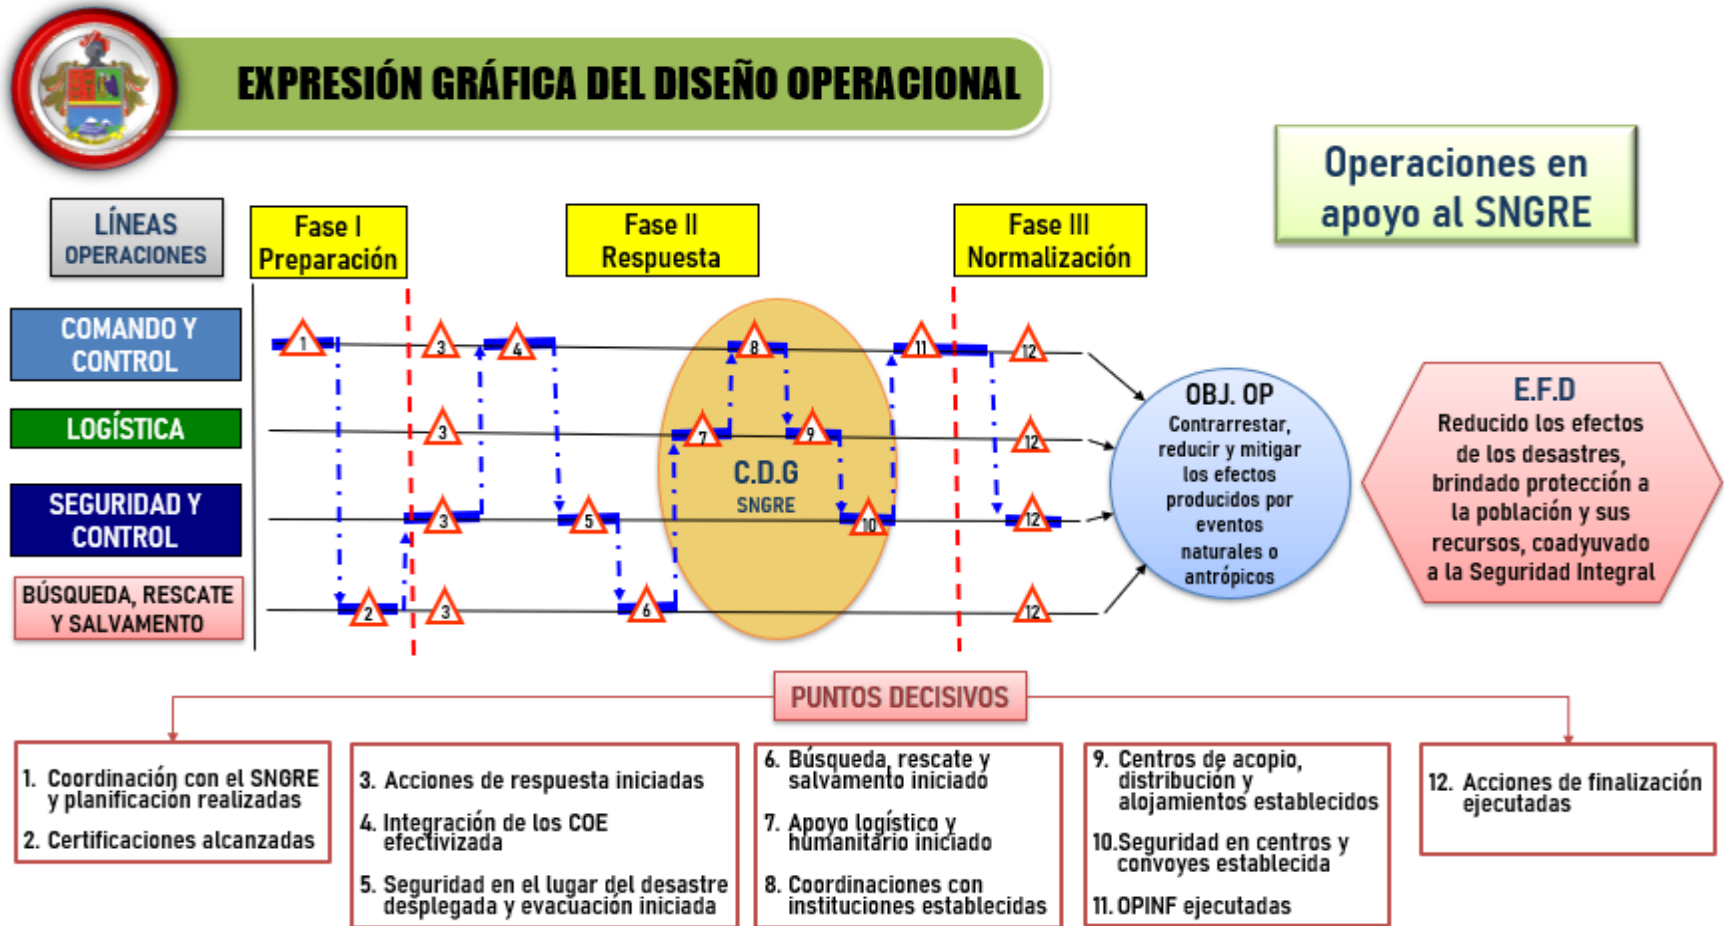 EXPRESIÓN GRÁFICA DEL DISEÑO OPERACIONAL
Operaciones en
apoyo al SNGRE
LÍNEAS
OPERACIONES
Fase I
Preparación
Fase II
Respuesta
Fase III
Normalización
COMANDO Y
CONTROL
1
3
4
8
11
12
LOGÍSTICA
3
7
9
12
SEGURIDAD Y
CONTROL
3
5
10
12
BÚSQUEDA, RESCATE
Y SALVAMENTO
2
3
6
12
C.D.G
SNGRE
OBJ. OP
Contrarrestar,
reducir y mitigar
los efectos
producidos por
eventos
naturales o
antrópicos
E.F.D
Reducido los efectos
de los desastres,
brindado protección a
la población y sus
recursos, coadyuvado
a la Seguridad Integral
PUNTOS DECISIVOS
1. Coordinación con el SNGRE
y planificación realizadas
2. Certificaciones alcanzadas
3. Acciones de respuesta iniciadas
4. Integración de los COE
efectivizada
5. Seguridad en el lugar del desastre
desplegada y evacuación iniciada
6. Búsqueda, rescate y
salvamento iniciado
7. Apoyo logístico y
humanitario iniciado
8. Coordinaciones con
instituciones establecidas
9. Centros de acopio,
distribución y
alojamientos establecidos
10.Seguridad en centros y
convoyes establecida
11. OPINF ejecutadas
12. Acciones de finalización
ejecutadas